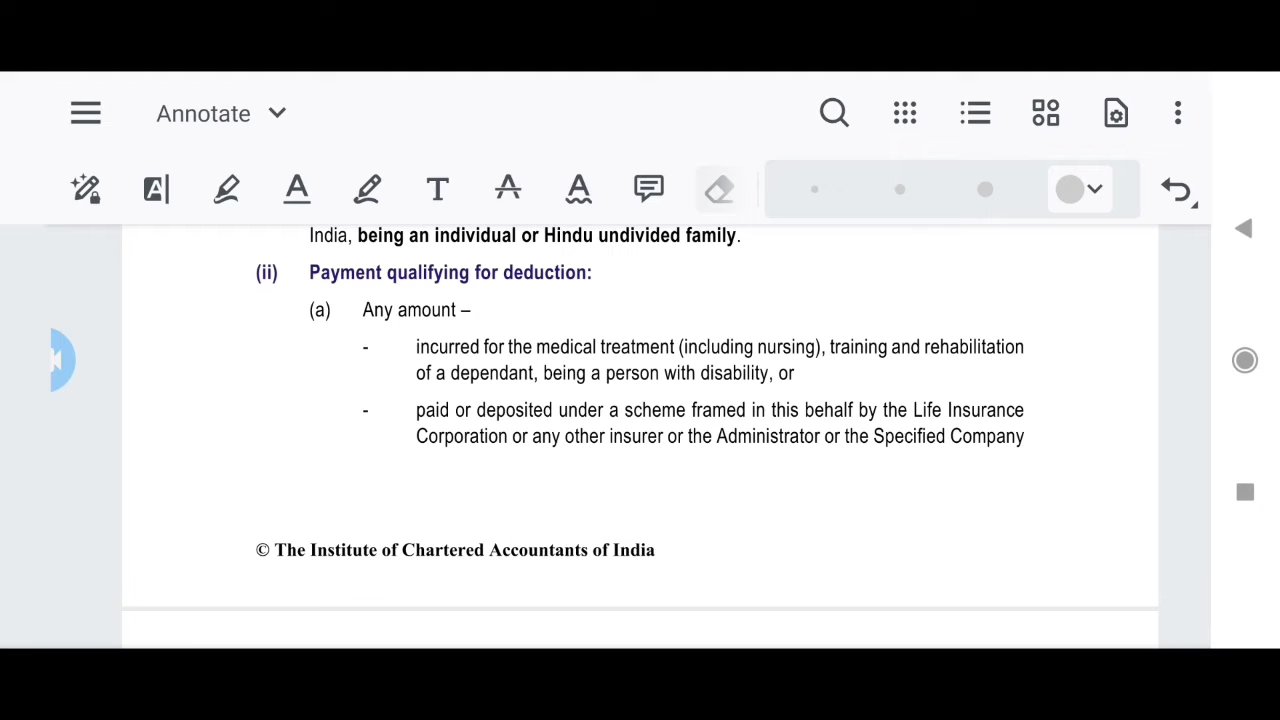 Annotate
India, being an individual or Hindu undivided family.
(ii) Payment qualifying for deduction:
(a) Any amount –
- incurred for the medical treatment (including nursing), training and rehabilitation
of a dependant, being a person with disability, or
- paid or deposited under a scheme framed in this behalf by the Life Insurance
Corporation or any other insurer or the Administrator or the Specified Company
© The Institute of Chartered Accountants of India